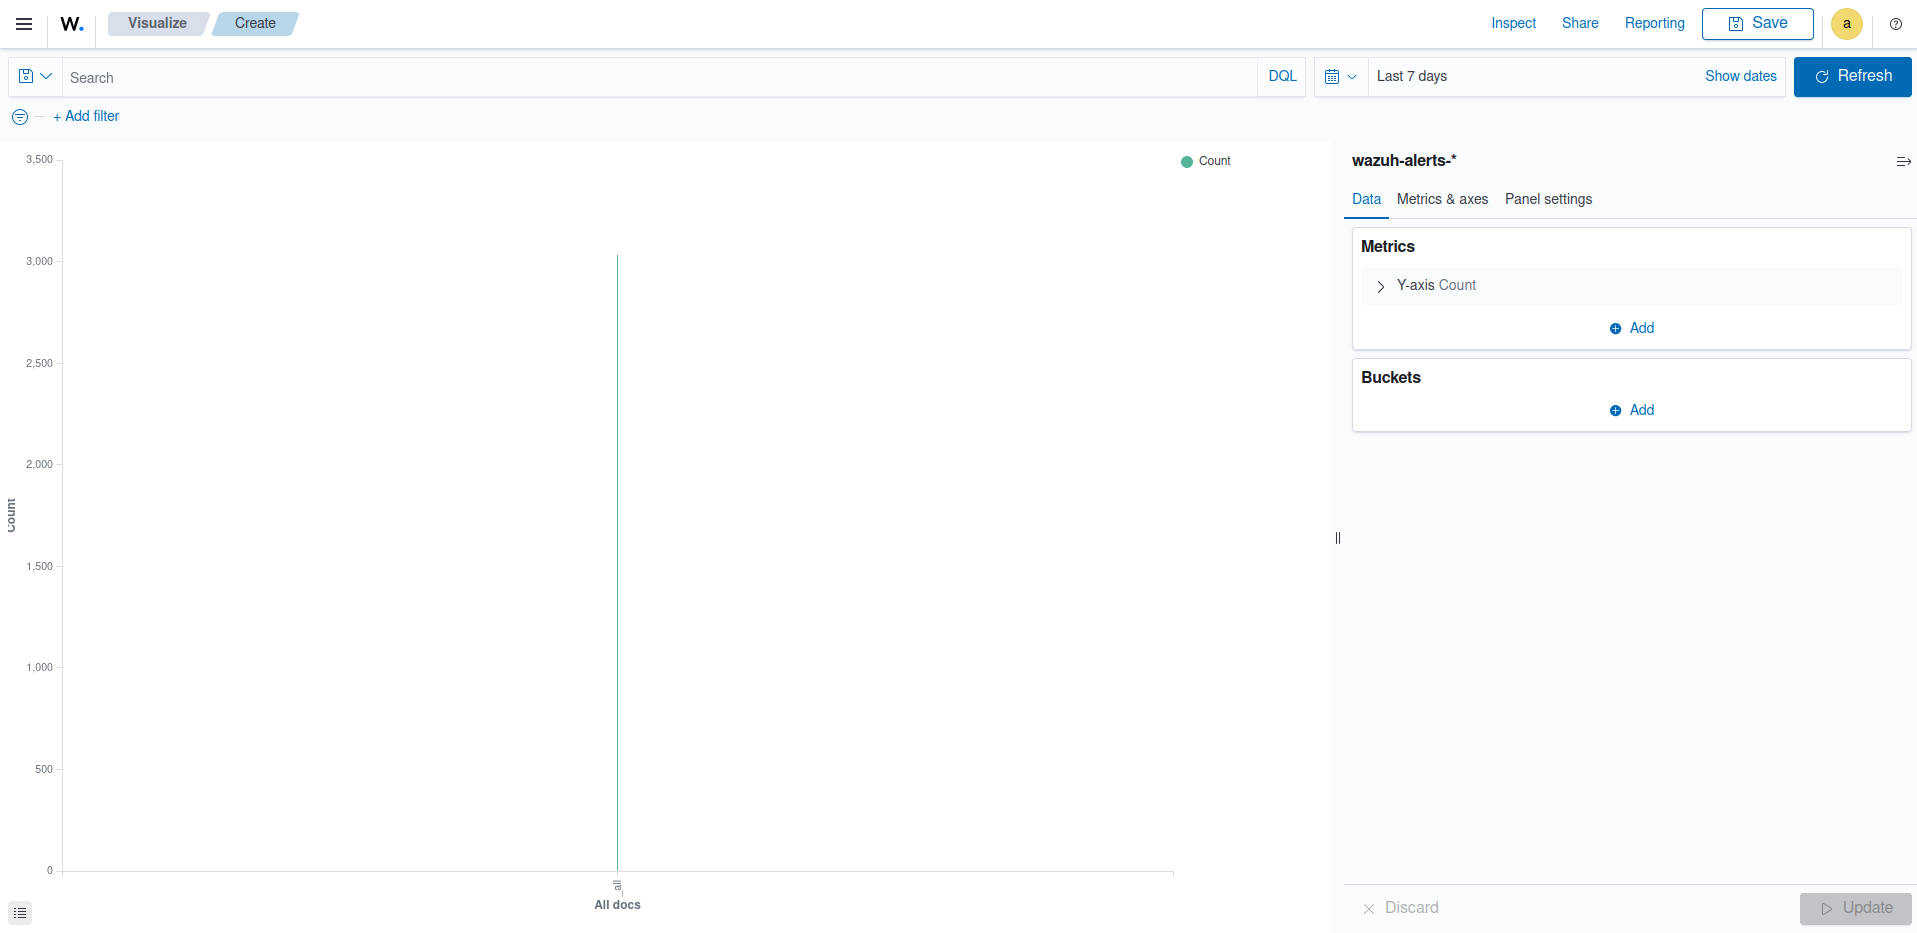 W.
Visualize
Create
Inspect
Share
Reporting
Save
a
Search
DQL
Last 7 days
Show dates
Refresh
+ Add filter
3,500
3,000
2,500
2,000
1,500
1,000
500
0
Count
_all
All docs
Count
wazuh-alerts-*
Data
Metrics & axes
Panel settings
Metrics
Y-axis Count
Add
Buckets
Add
Discard
Update